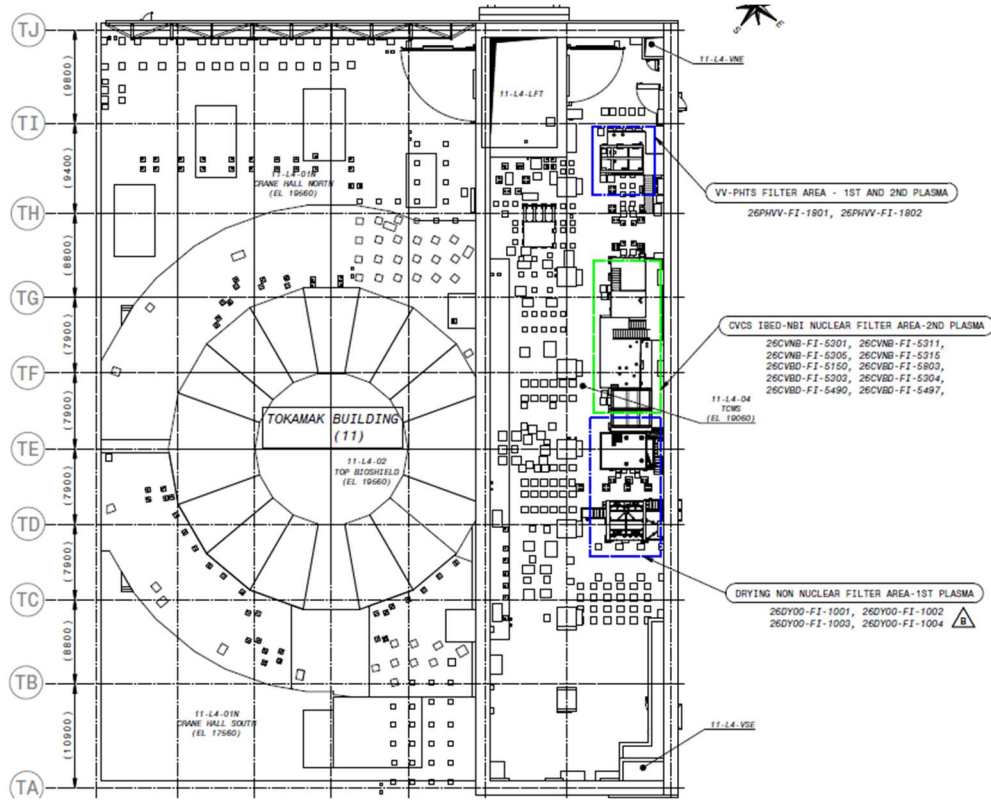 TJ
S
E
11-L4-VNE
(9800)
11-L4-LFT
TI
(9400)
11-L4-01N
CRANE HALL NORTH
(EL 19560)
VV-PHTS FILTER AREA - 1ST AND 2ND PLASMA
26PHVV-FI-1801, 26PHVV-FI-1802
TH
(8800)
TG
(7900)
CVCS IBED-NBI NUCLEAR FILTER AREA-2ND PLASMA
26CVNB-FI-5301, 26CVNB-FI-5311,
26CVNB-FI-5305, 26CVNB-FI-5315
26CVBD-FI-5150, 26CVBD-FI-5803,
26CVBD-FI-5303, 26CVBD-FI-5304,
26CVBD-FI-5490, 26CVBD-FI-5497,
TF
(7900)
11-L4-04
TCWS
(EL 19060)
TOKAMAK BUILDING
(11)
TE
11-L4-02
TOP BIOSHIELD
(EL 19560)
(7900)
TD
(7900)
DRYING NON NUCLEAR FILTER AREA-1ST PLASMA
26DY00-FI-1001, 26DY00-FI-1002
26DY00-FI-1003, 26DY00-FI-1004
B
TC
(8800)
TB
11-L4-01N
CRANE HALL SOUTH
(EL 17560)
(10900)
11-L4-VSE
TA